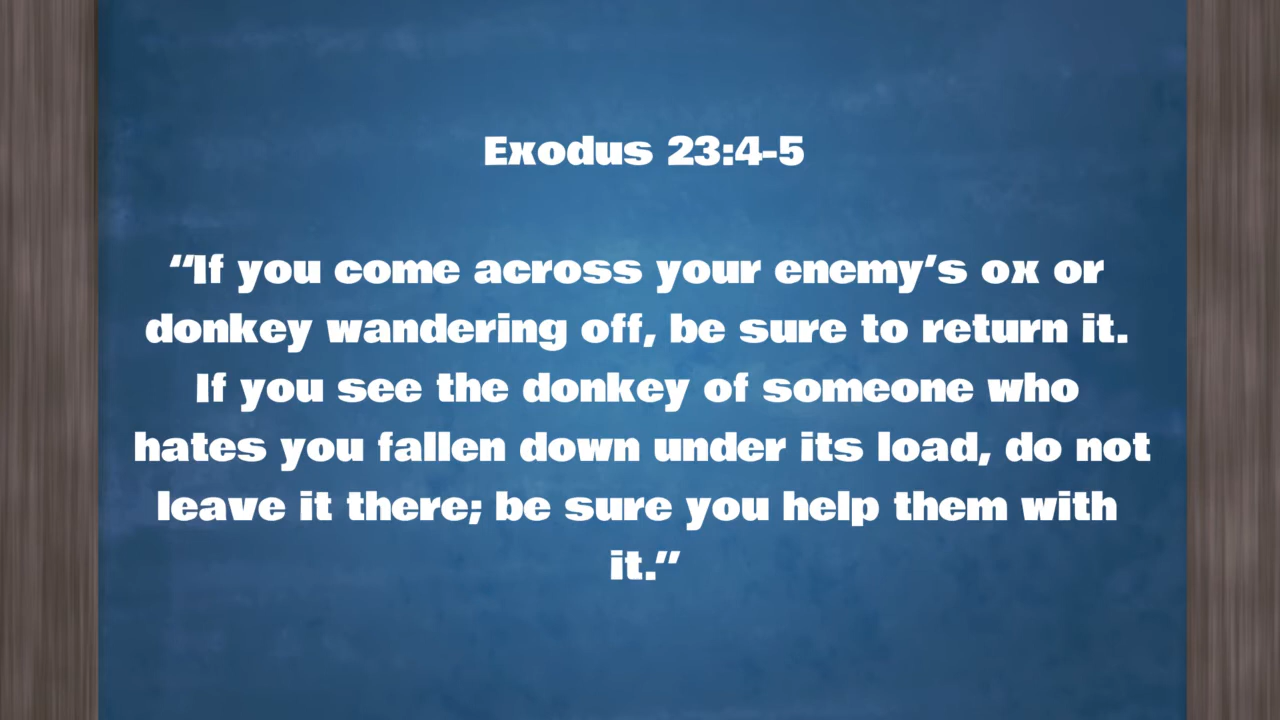 Exodus 23:4-5
“If you come across your enemy’s ox or
donkey wandering off, be sure to return it.
If you see the donkey of someone who
hates you fallen down under its load, do not
leave it there; be sure you help them with
it.”